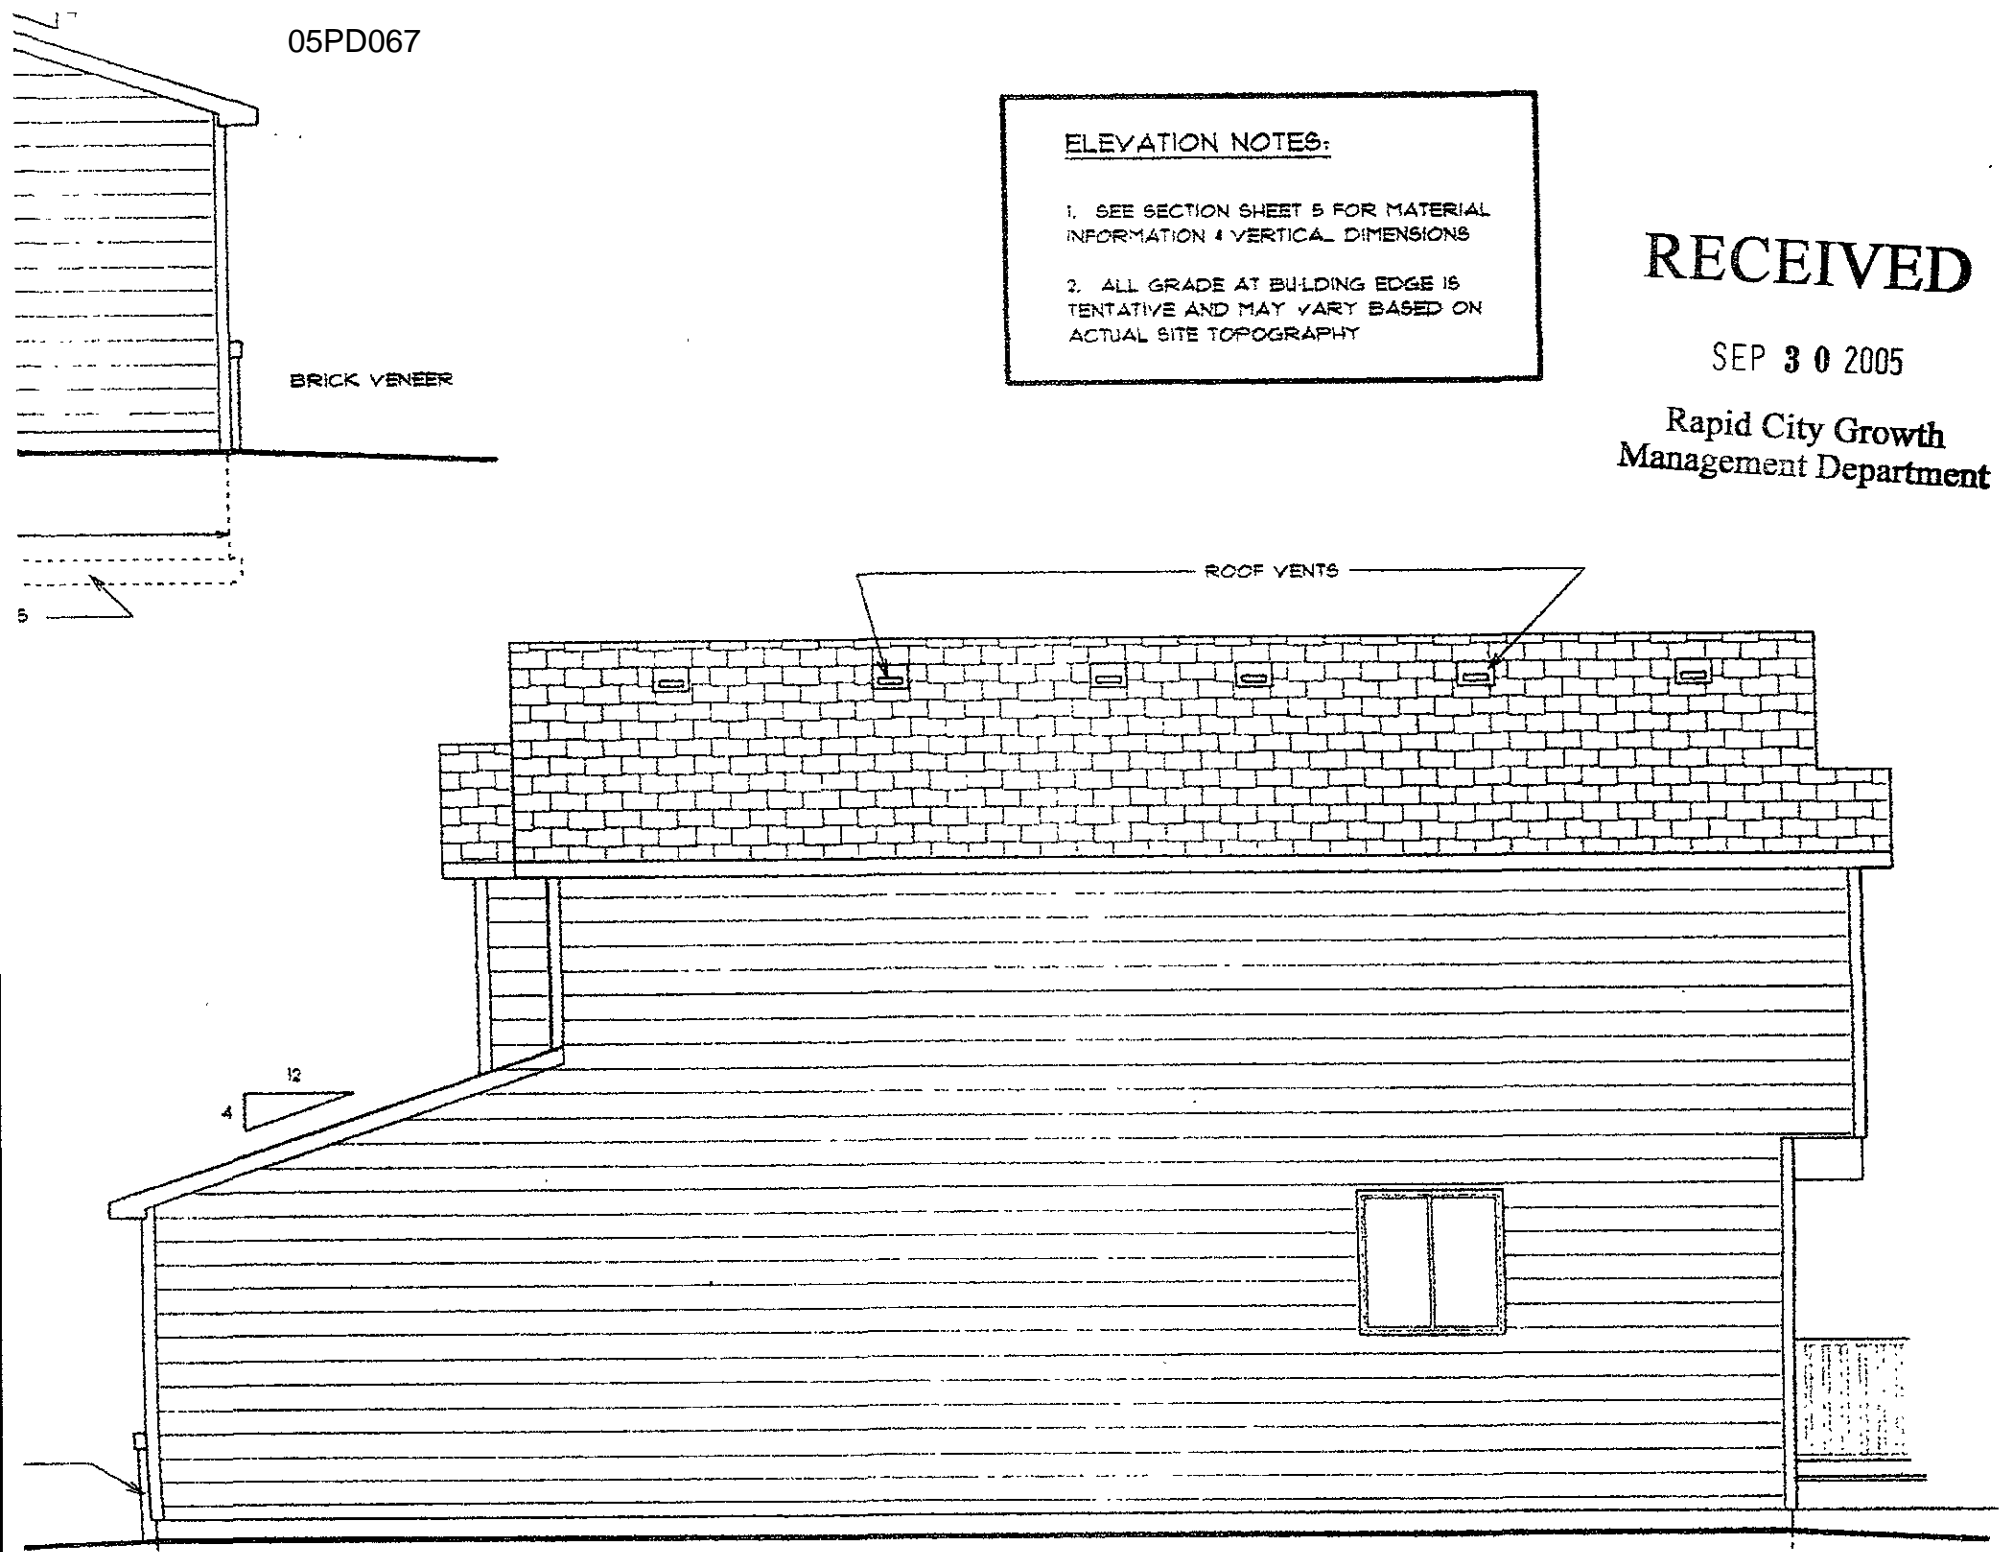 05PD067
ELEVATION NOTES:
1. SEE SECTION SHEET 5 FOR MATERIAL
INFORMATION & VERTICAL DIMENSIONS
2. ALL GRADE AT BUILDING EDGE IS
TENTATIVE AND MAY VARY BASED ON
ACTUAL SITE TOPOGRAPHY
RECEIVED
SEP 30 2005
Rapid City Growth
Management Department
BRICK VENEER
S
ROOF VENTS
12
4